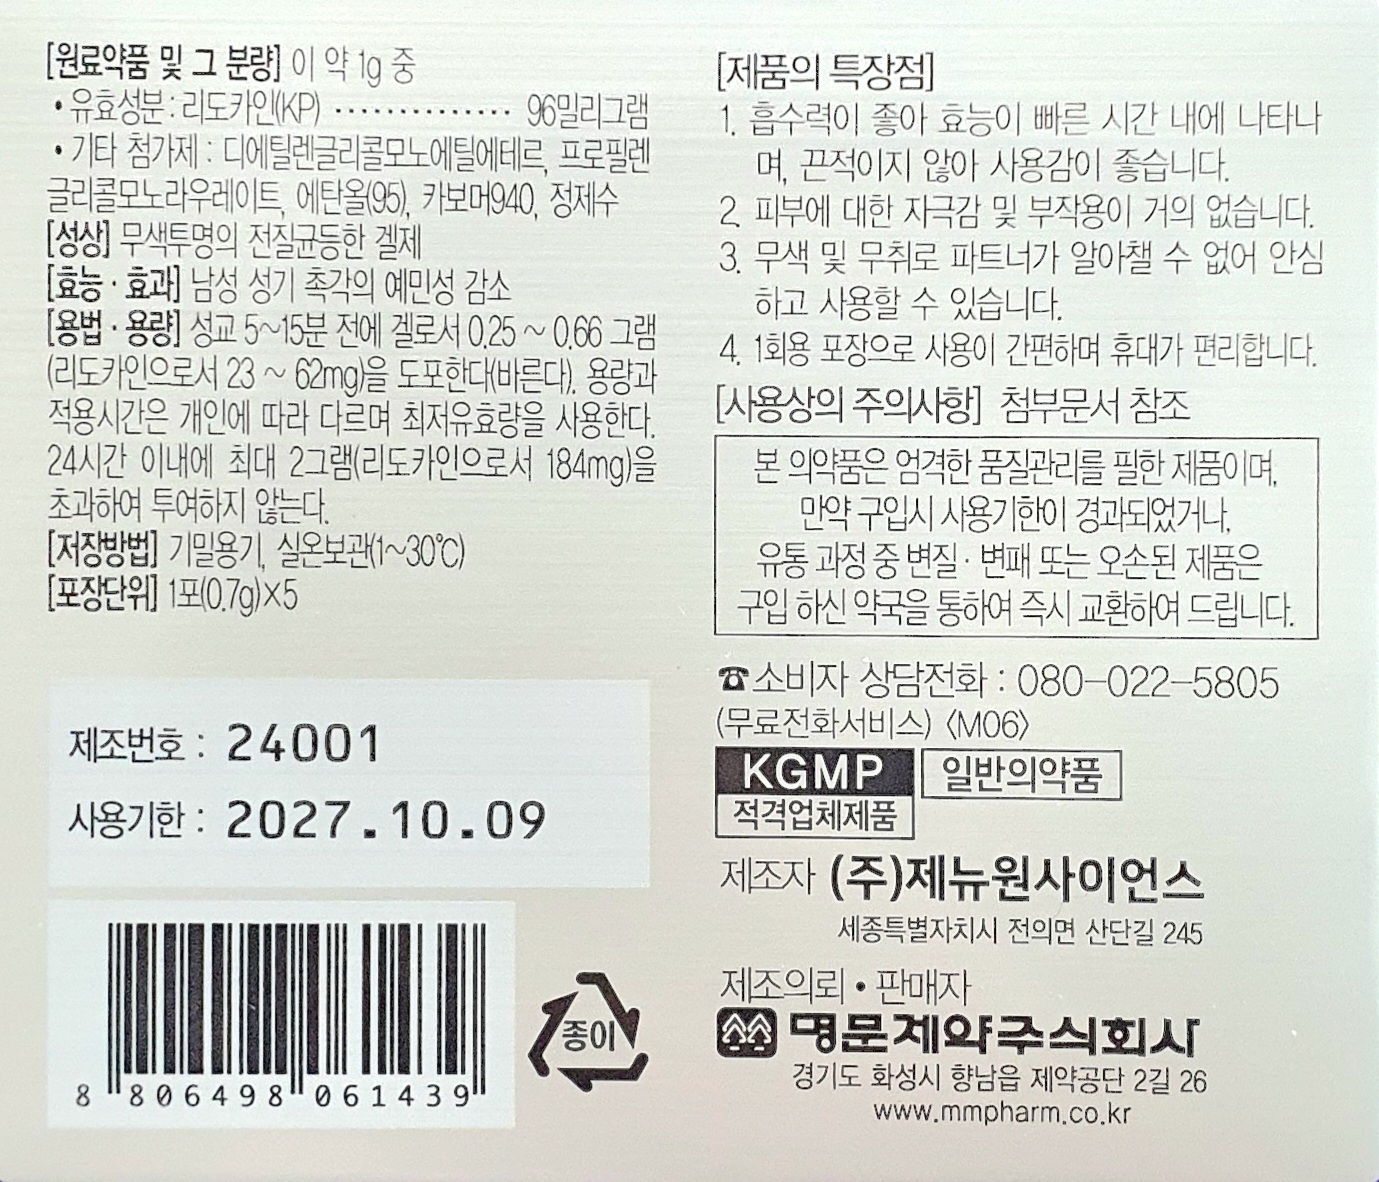 [원료약품 및 그 분량] 이 약 1g 중
• 유효성분 : 리도카인(KP) ⋯⋯⋯⋯⋯ 96밀리그램
• 기타 첨가제 : 디에틸렌글리콜모노에틸에테르, 프로필렌
글리콜모노라우레이트, 에탄올(95), 카보머940, 정제수
[성상] 무색투명의 전질균등한 겔제
[효능 · 효과] 남성 성기 촉각의 예민성 감소
[용법 · 용량] 성교 5~15분 전에 겔로서 0.25 ~ 0.66 그램
(리도카인으로서 23 ~ 62mg)을 도포한다(바른다). 용량과
적용시간은 개인에 따라 다르며 최저유효량을 사용한다.
24시간 이내에 최대 2그램(리도카인으로서 184mg)을
초과하여 투여하지 않는다.
[저장방법] 기밀용기, 실온보관(1~30℃)
[포장단위] 1포(0.7g)×5
제조번호 : 24001
사용기한 : 2027.10.09
8 806498 061439
종이
[제품의 특장점]
1. 흡수력이 좋아 효능이 빠른 시간 내에 나타나
며, 끈적이지 않아 사용감이 좋습니다.
2. 피부에 대한 자극감 및 부작용이 거의 없습니다.
3. 무색 및 무취로 파트너가 알아챌 수 없어 안심
하고 사용할 수 있습니다.
4. 1회용 포장으로 사용이 간편하며 휴대가 편리합니다.
[사용상의 주의사항] 첨부문서 참조
본 의약품은 엄격한 품질관리를 필한 제품이며,
만약 구입시 사용기한이 경과되었거나,
유통 과정 중 변질 · 변패 또는 오손된 제품은
구입 하신 약국을 통하여 즉시 교환하여 드립니다.
☎소비자 상담전화 : 080-022-5805
(무료전화서비스) 〈M06〉
KGMP 일반의약품
적격업체제품
제조자 (주)제뉴원사이언스
세종특별자치시 전의면 산단길 245
제조의뢰 • 판매자
명문제약주식회사
경기도 화성시 향남읍 제약공단 2길 26
www.mmpharm.co.kr